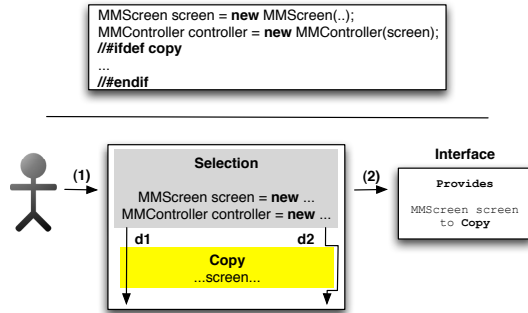 MMScreen screen = new MMScreen(..);
MMController controller = new MMController(screen);
//#ifdef copy
...
//#endif
(1)
Selection
MMScreen screen = new ...
MMController controller = new ...
d1
d2
Copy
...screen...
(2)
Interface
Provides
MMScreen screen
to Copy